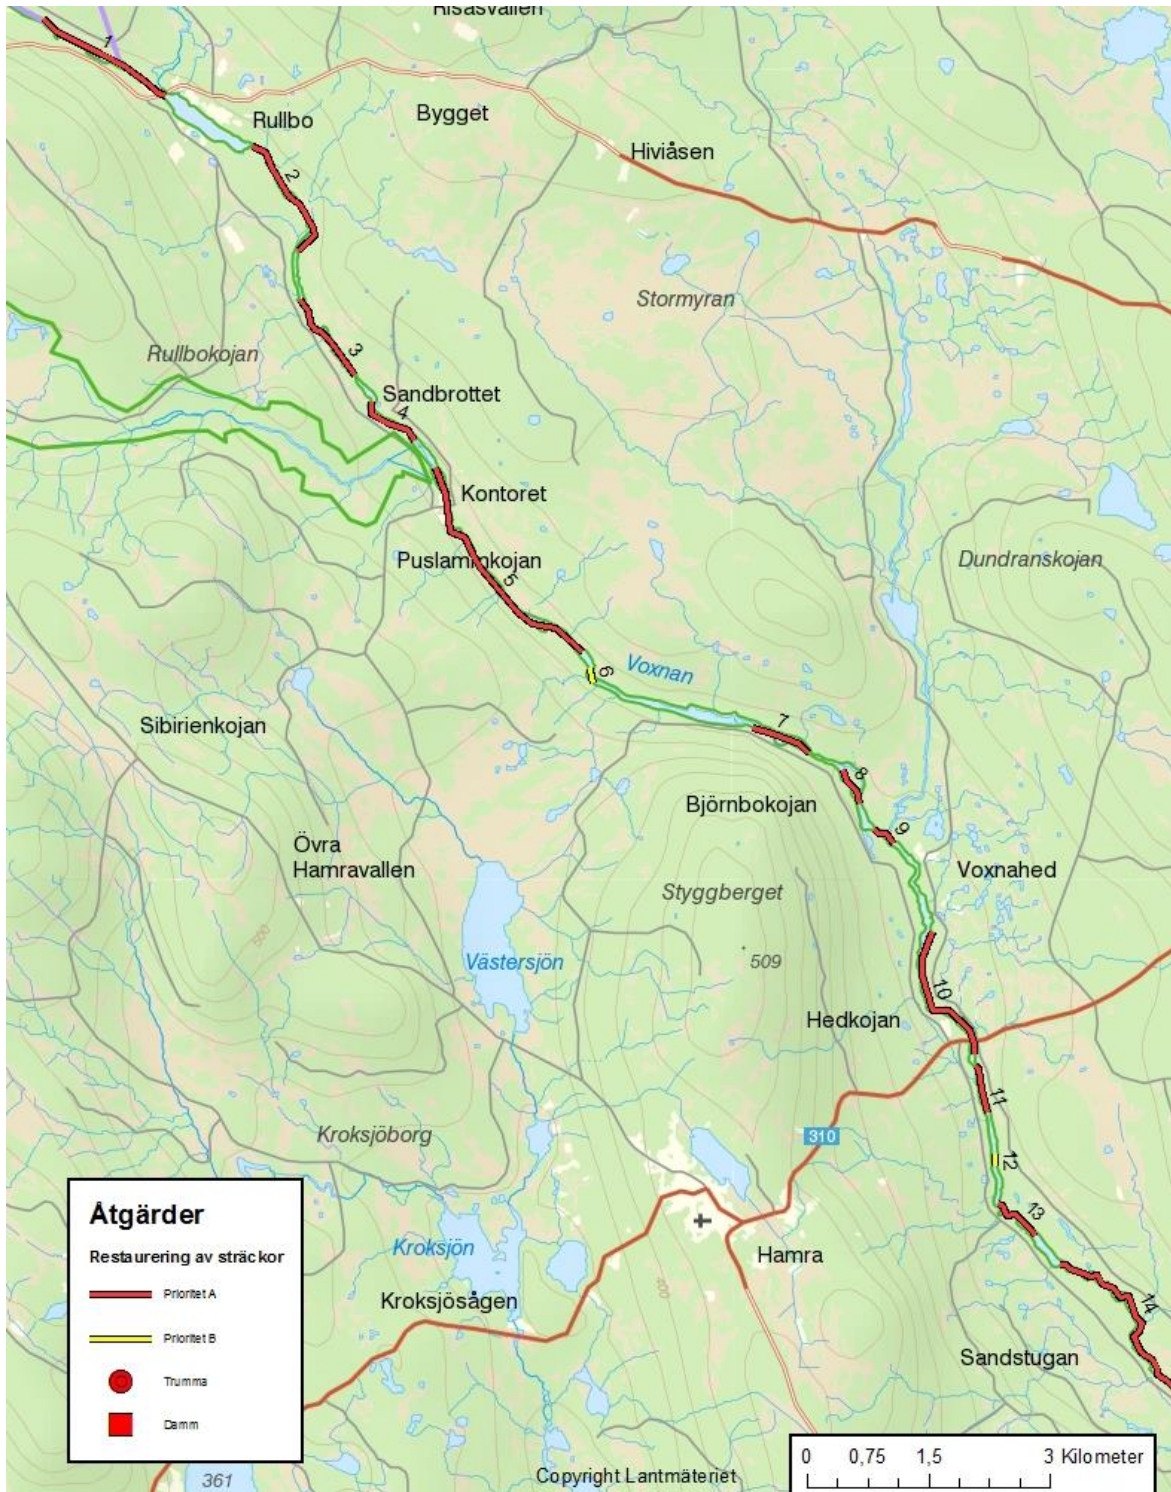 Risåsvallen
1
Rullbo
Bygget
Hiviåsen
2
Stormyran
Rullbokojan
3
Sandbrottet
4
Kontoret
Puslammkojan
5
Dundranskojan
6
Voxnan
Sibirienkojan
7
8
Björnbokojan
9
Övra
Hamravallen
Voxnahed
Styggberget
500
509
Västersjön
10
Hedkojan
11
Kroksjöborg
310
12
13
Kroksjön
Hamra
400
Kroksjösågen
14
Sandstugan
Åtgärder
Restaurering av sträckor
Prioritet A
Prioritet B
Trumma
Damm
361
Copyright Lantmäteriet
0 0,75 1,5 3 Kilometer